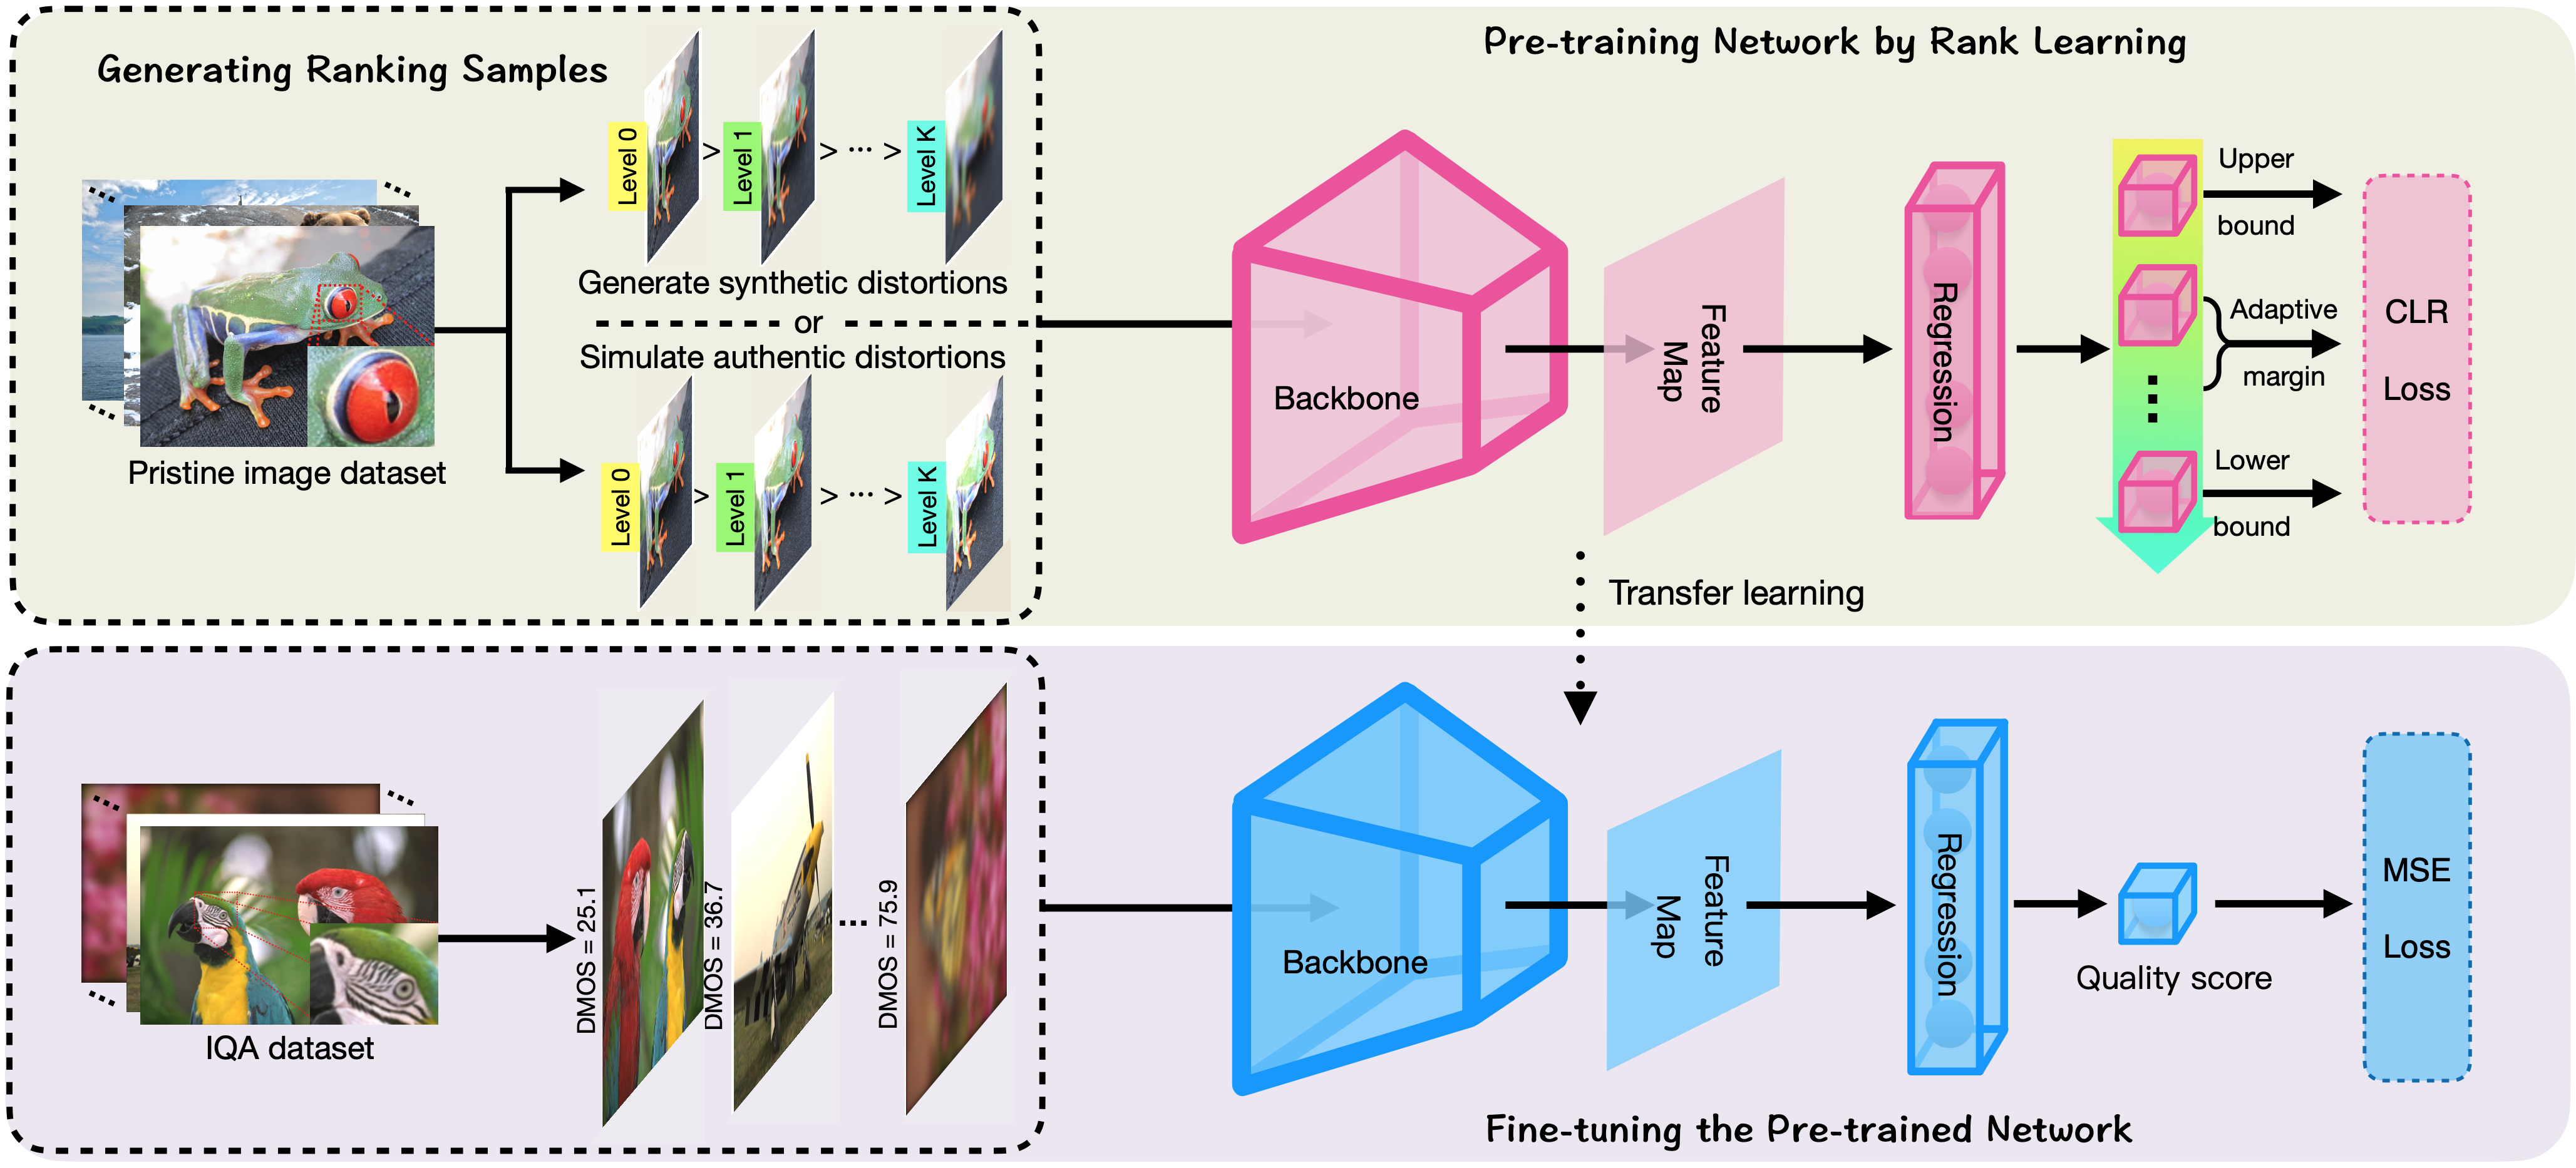 Generating Ranking Samples
Pre-training Network by Rank Learning
Level 0
>
Level 1
> ··· >
Level K
Generate synthetic distortions
or
Simulate authentic distortions
Level 0
>
Level 1
> ··· >
Level K
Pristine image dataset
Backbone
Feature
Map
Regression
Upper
bound
Adaptive
margin
Lower
bound
CLR
Loss
Transfer learning
IQA dataset
DMOS = 25.1
DMOS = 36.7
...
DMOS = 75.9
Backbone
Feature
Map
Regression
Quality score
MSE
Loss
Fine-tuning the Pre-trained Network